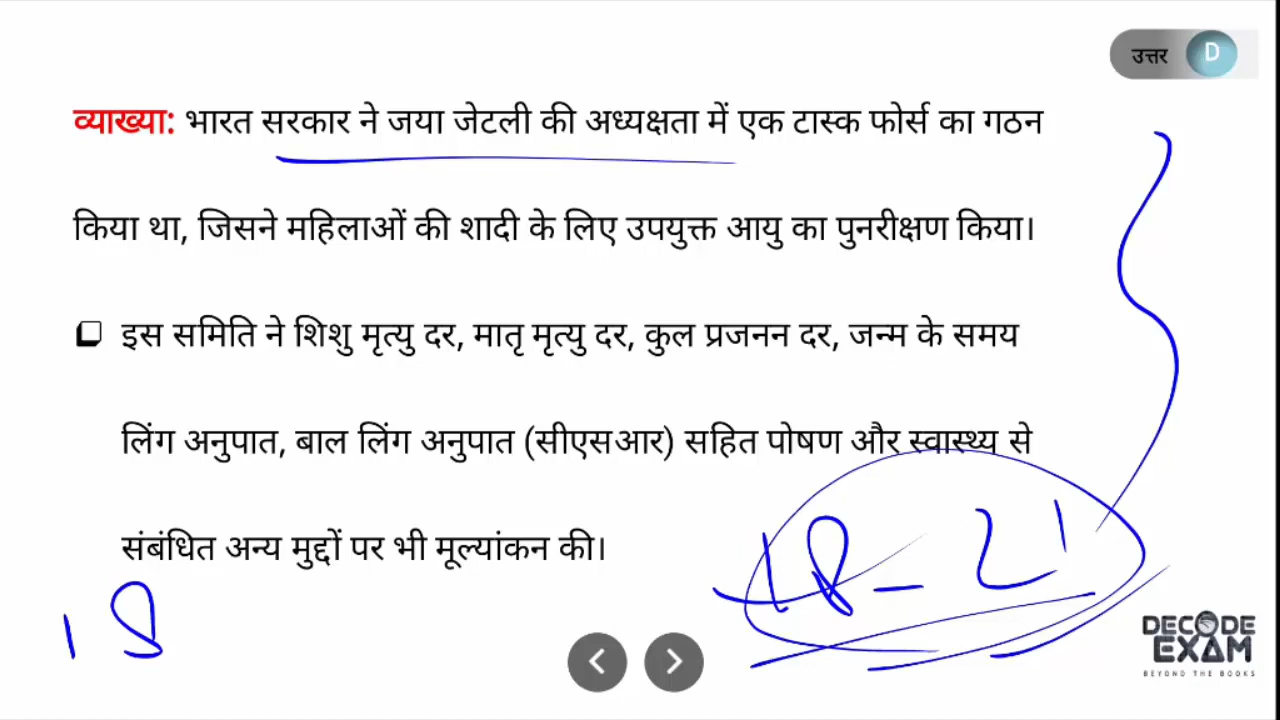 उत्तर D
व्याख्या: भारत सरकार ने जया जेटली की अध्यक्षता में एक टास्क फोर्स का गठन
किया था, जिसने महिलाओं की शादी के लिए उपयुक्त आयु का पुनरीक्षण किया।
❑ इस समिति ने शिशु मृत्यु दर, मातृ मृत्यु दर, कुल प्रजनन दर, जन्म के समय
लिंग अनुपात, बाल लिंग अनुपात (सीएसआर) सहित पोषण और स्वास्थ्य से
संबंधित अन्य मुद्दों पर भी मूल्यांकन की।
18 - 21
18
DECODE
EXAM
BEYOND THE BOOKS